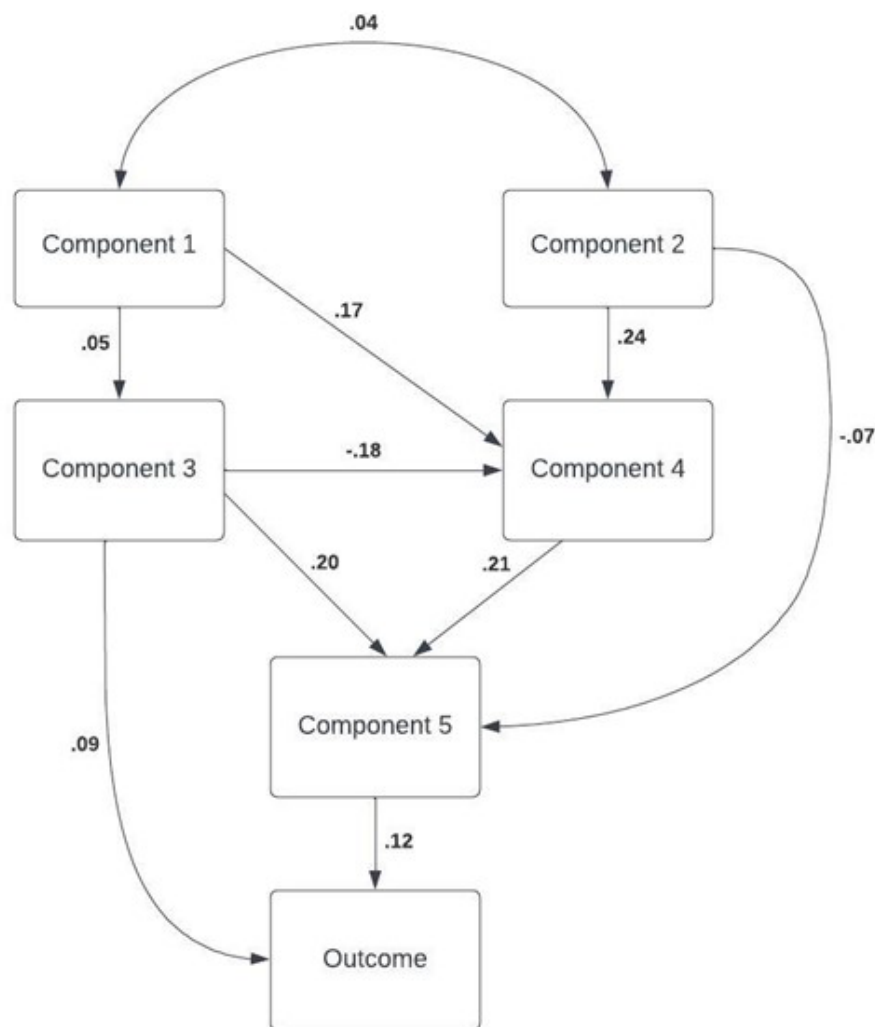 .04
Component 1
Component 2
.17
.05
.24
-.07
Component 3
-.18
Component 4
.20
.21
Component 5
.09
.12
Outcome